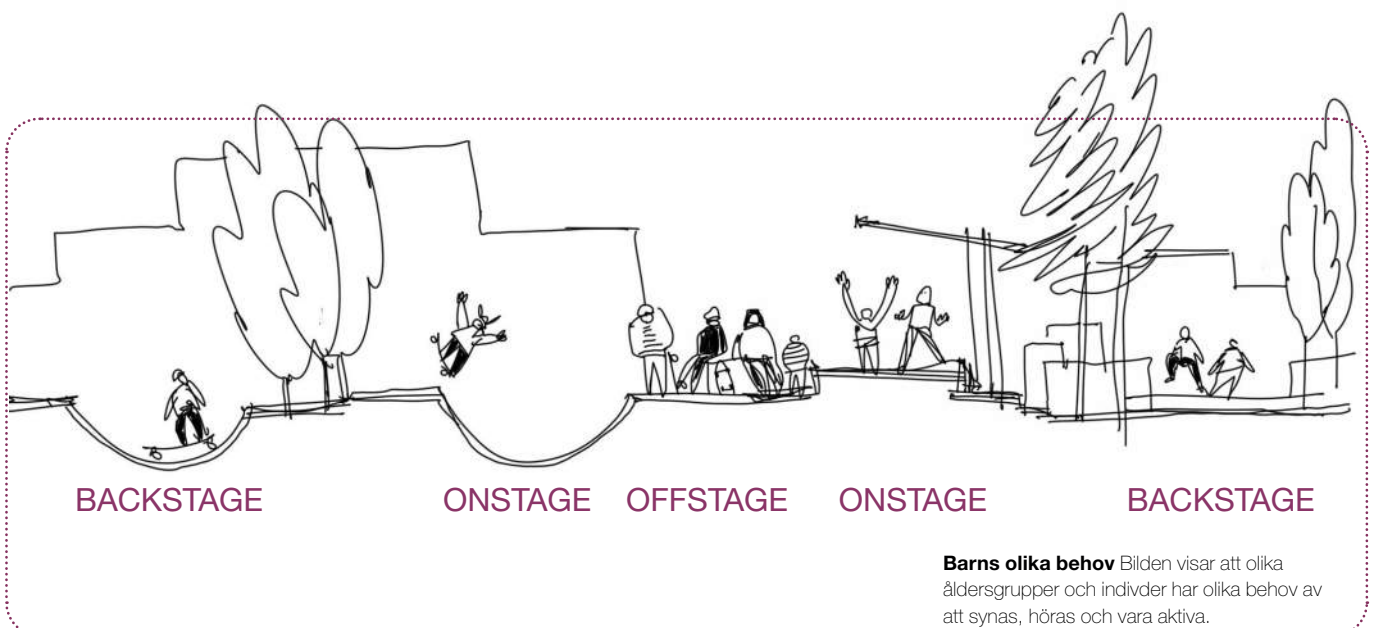 BACKSTAGE ONSTAGE OFFSTAGE ONSTAGE BACKSTAGE
Barns olika behov Bilden visar att olika
åldersgrupper och indivder har olika behov av
att synas, höras och vara aktiva.